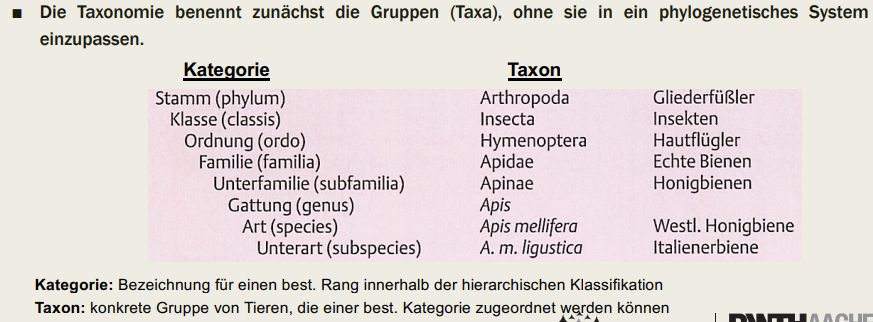 ▪ Die Taxonomie benennt zunächst die Gruppen (Taxa), ohne sie in ein phylogenetisches System
einzupassen.
Kategorie Taxon
Stamm (phylum) Arthropoda Gliederfüßler
Klasse (classis) Insecta Insekten
Ordnung (ordo) Hymenoptera Hautflügler
Familie (familia) Apidae Echte Bienen
Unterfamilie (subfamilia) Apinae Honigbienen
Gattung (genus) Apis
Art (species) Apis mellifera Westl. Honigbiene
Unterart (subspecies) A. m. ligustica Italienerbiene
Kategorie: Bezeichnung für einen best. Rang innerhalb der hierarchischen Klassifikation
Taxon: konkrete Gruppe von Tieren, die einer best. Kategorie zugeordnet werden können